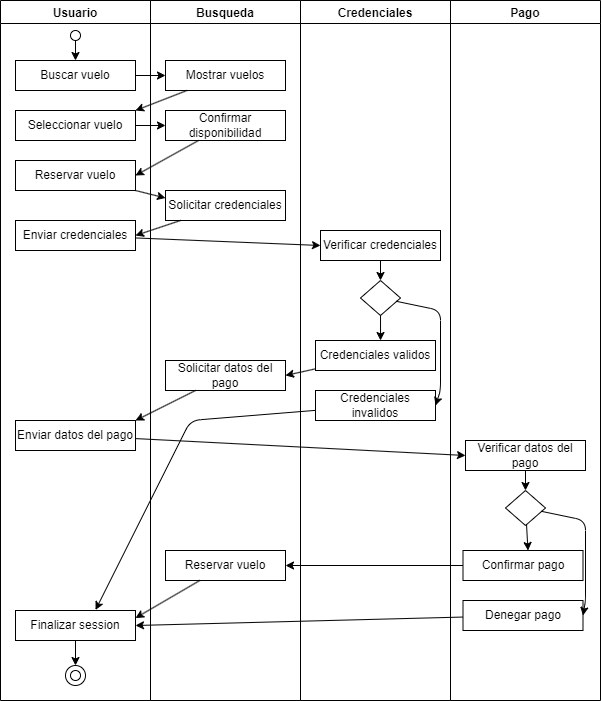 Usuario
Busqueda
Credenciales
Pago
Buscar vuelo
Mostrar vuelos
Seleccionar vuelo
Confirmar
disponibilidad
Reservar vuelo
Solicitar credenciales
Enviar credenciales
Verificar credenciales
Credenciales validos
Solicitar datos del
pago
Credenciales
invalidos
Enviar datos del pago
Verificar datos del
pago
Reservar vuelo
Confirmar pago
Denegar pago
Finalizar session